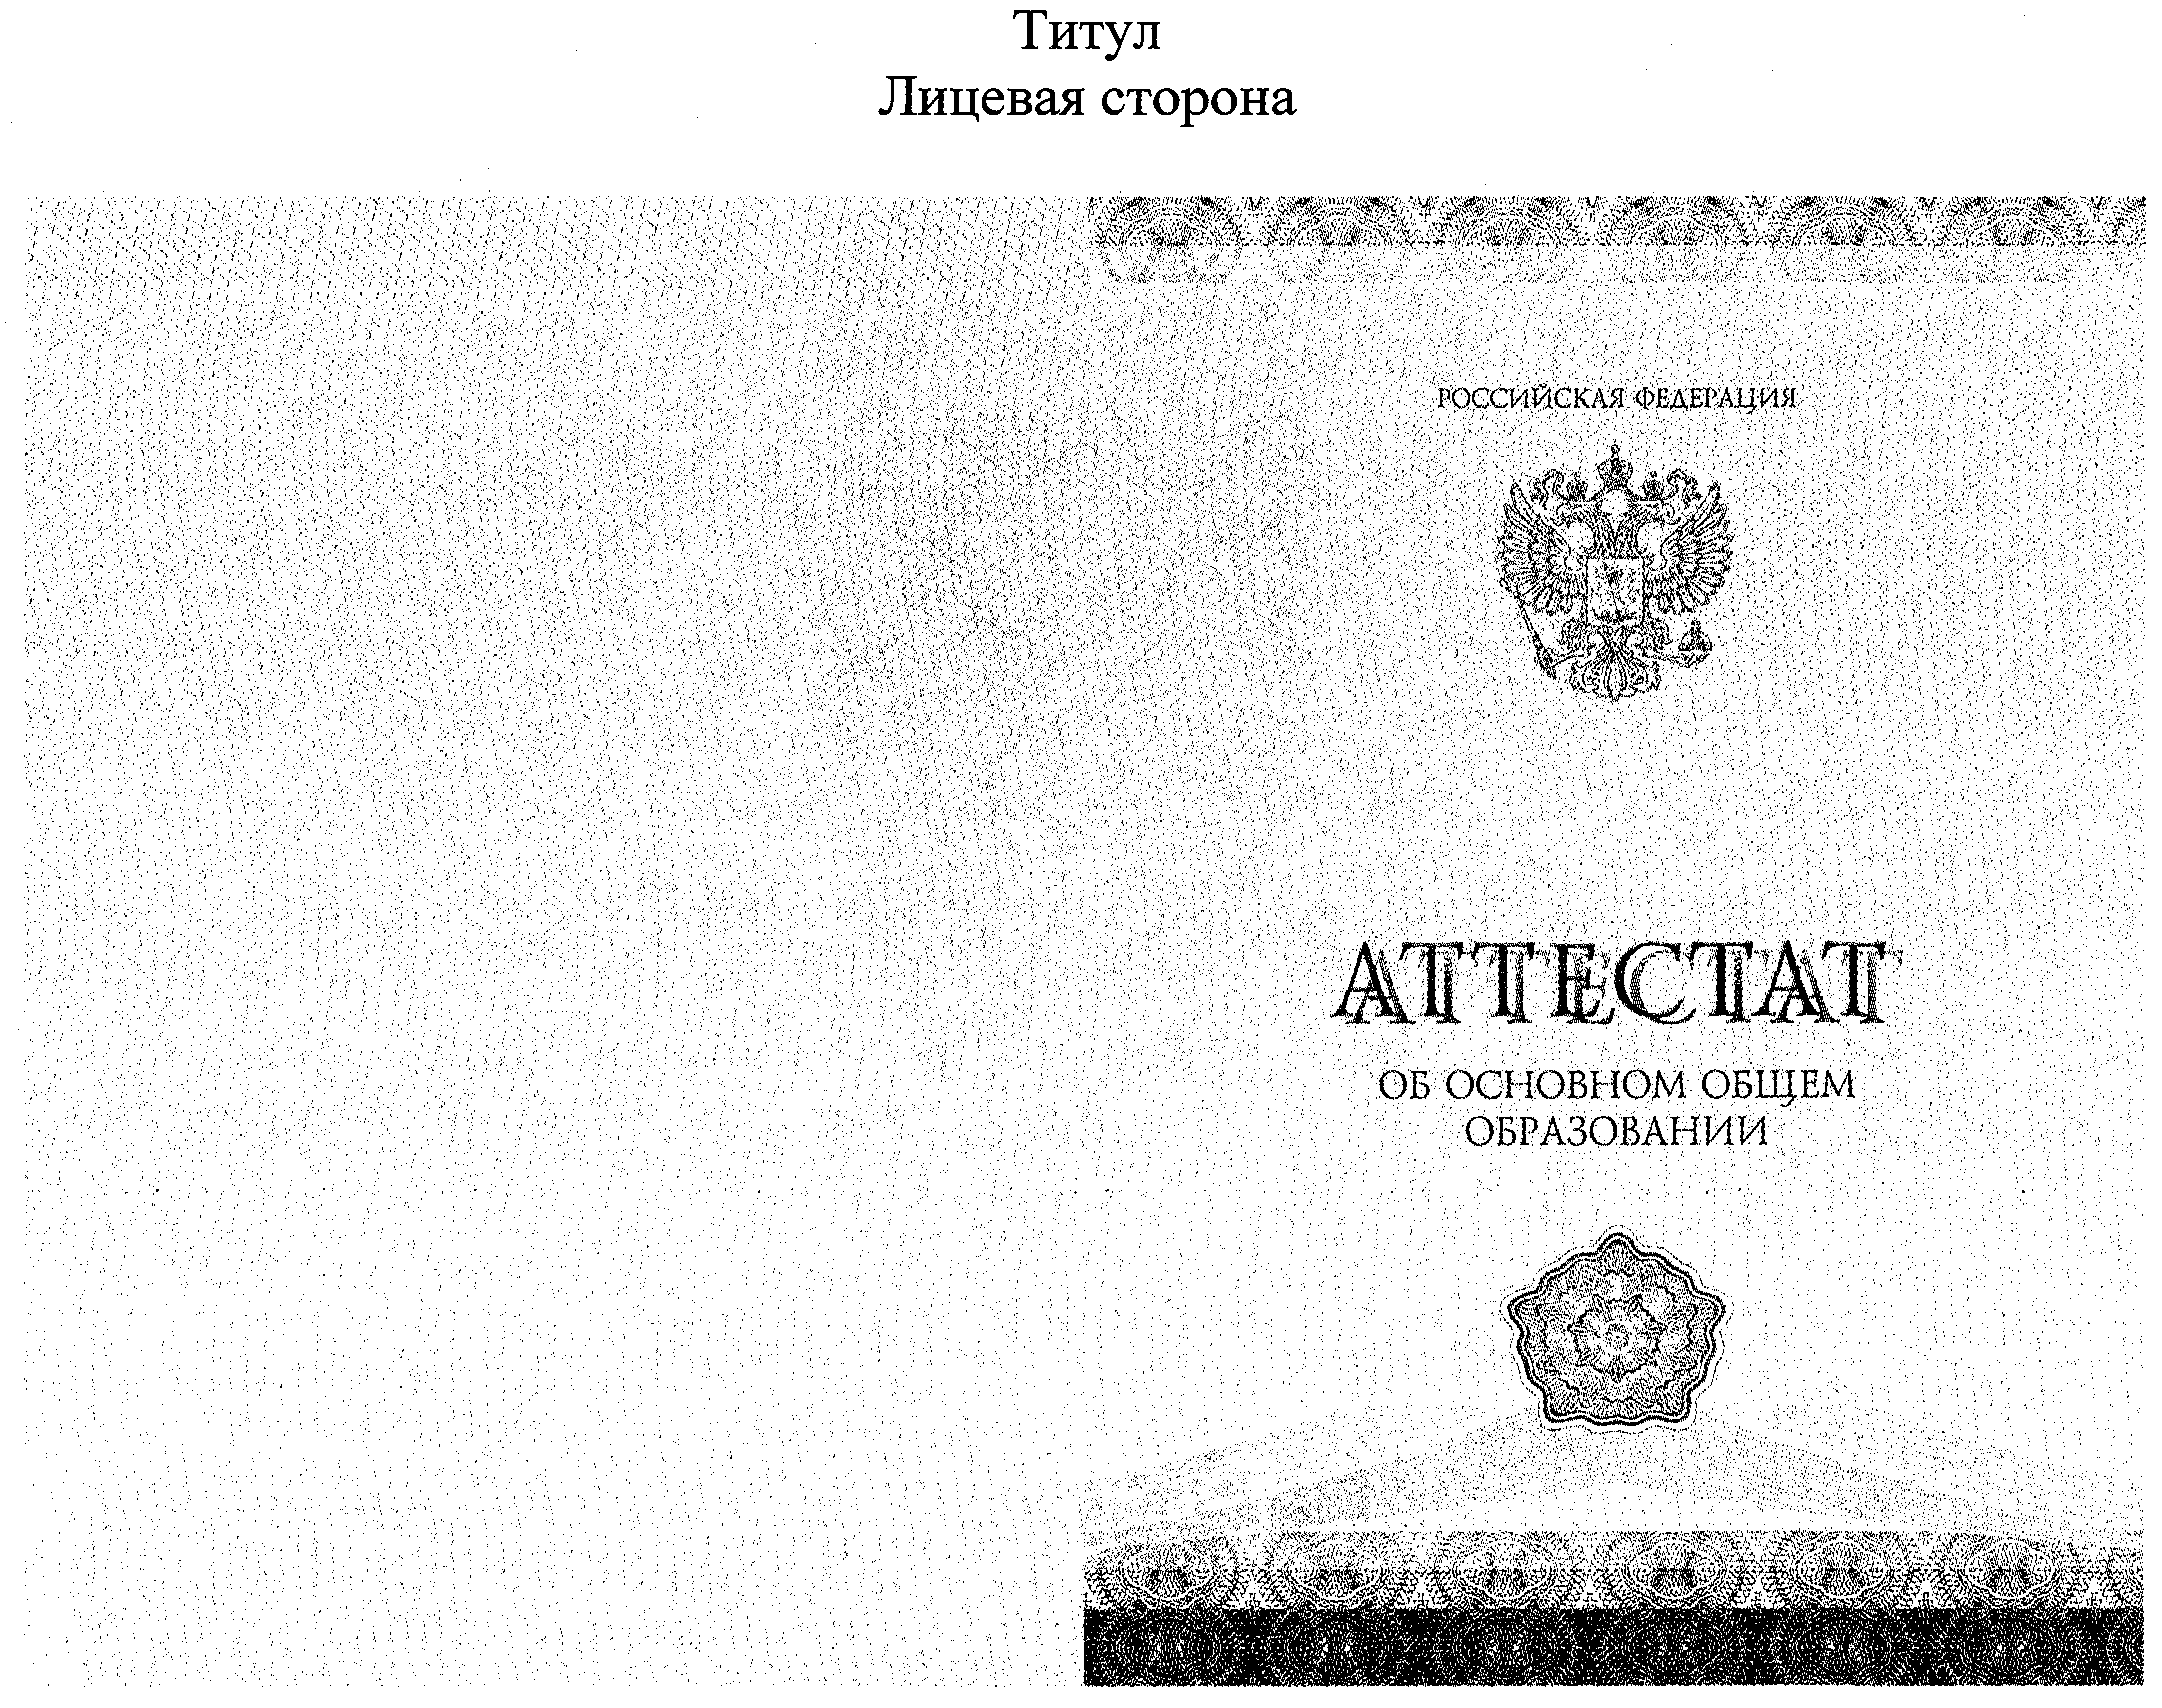 Титул
Лицевая сторона
РОССИЙСКАЯ ФЕДЕРАЦИЯ
АТТЕСТАТ
ОБ ОСНОВНОМ ОБЩЕМ
ОБРАЗОВАНИИ